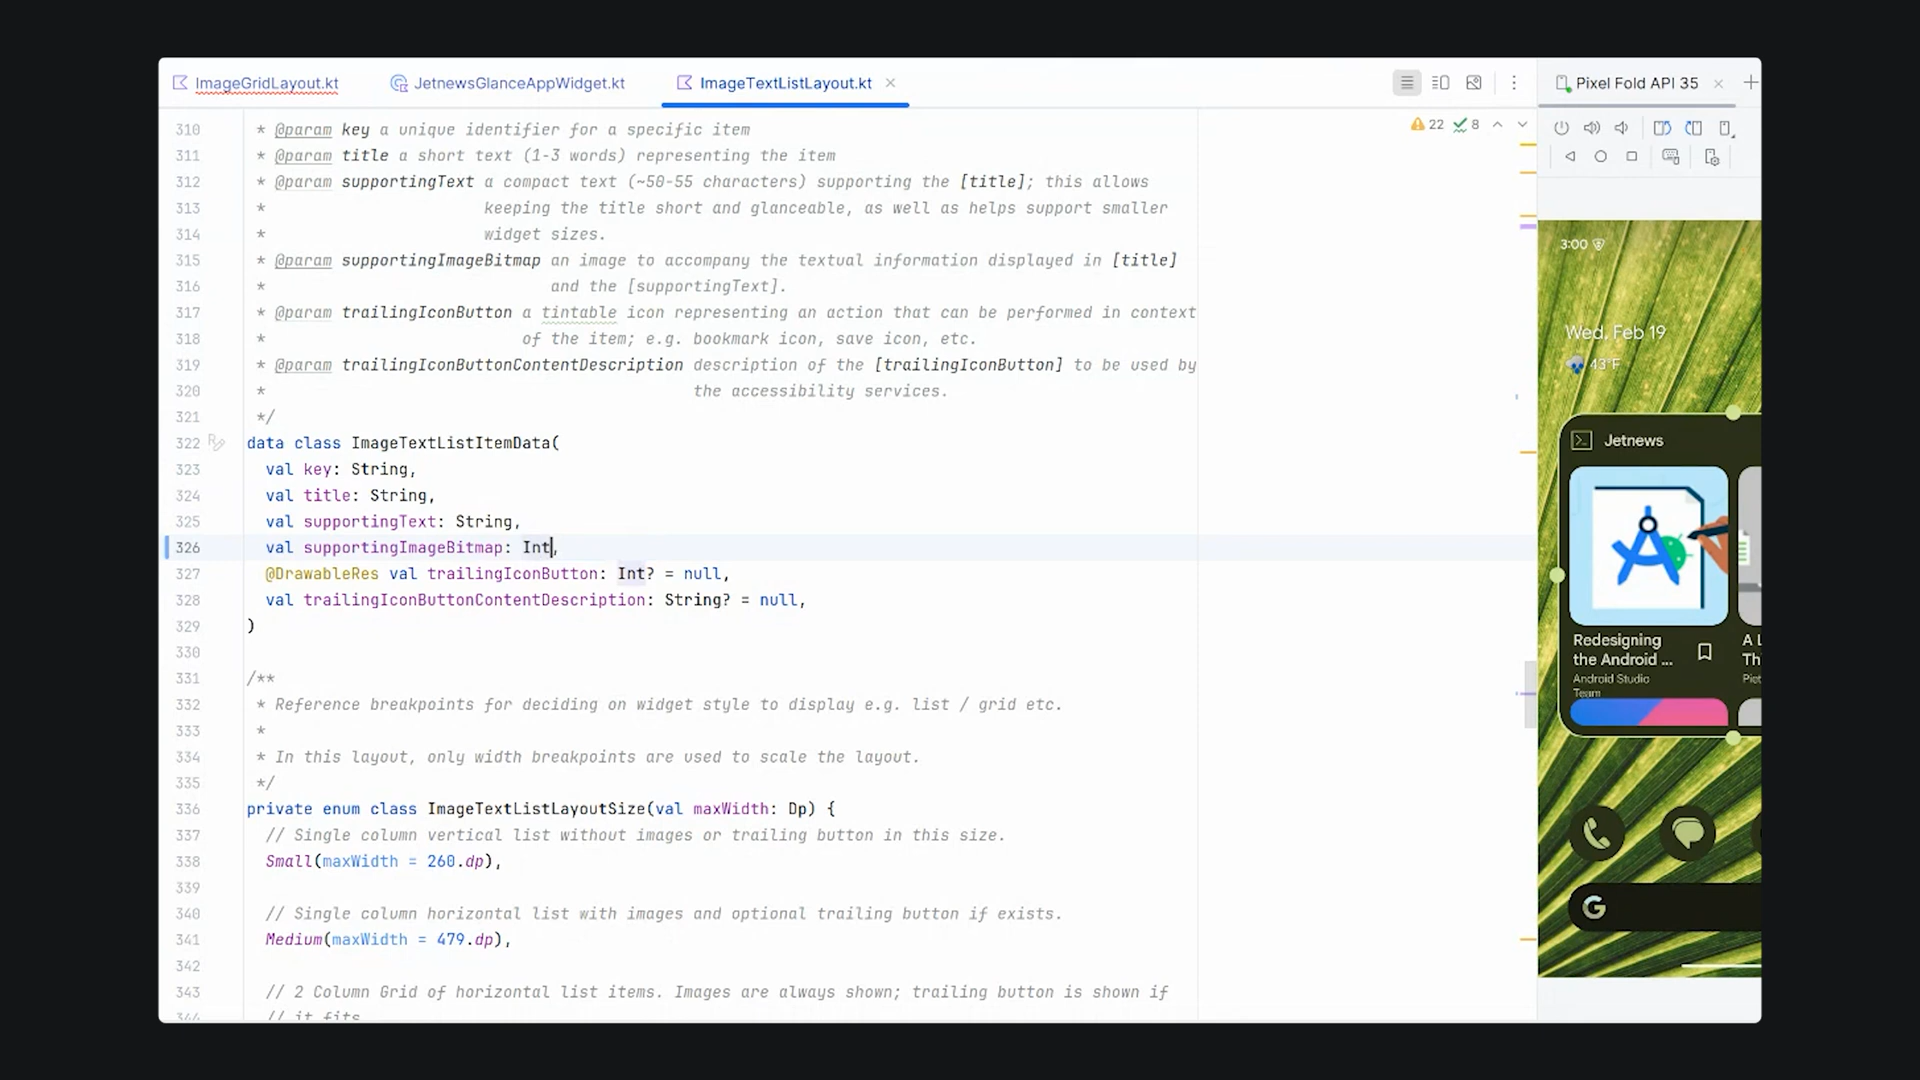 ImageGridLayout.kt
JetnewsGlanceAppWidget.kt
ImageTextListLayout.kt
Pixel Fold API 35
22
8
310 * @param key a unique identifier for a specific item
311 * @param title a short text (1-3 words) representing the item
312 * @param supportingText a compact text (~50-55 characters) supporting the [title]; this allows
313 * keeping the title short and glanceable, as well as helps support smaller
314 * widget sizes.
315 * @param supportingImageBitmap an image to accompany the textual information displayed in [title]
316 * and the [supportingText].
317 * @param trailingIconButton a tintable icon representing an action that can be performed in context
318 * of the item; e.g. bookmark icon, save icon, etc.
319 * @param trailingIconButtonContentDescription description of the [trailingIconButton] to be used by
320 * the accessibility services.
321 */
322 data class ImageTextListItemData(
323 val key: String,
324 val title: String,
325 val supportingText: String,
326 val supportingImageBitmap: Int,
327 @DrawableRes val trailingIconButton: Int? = null,
328 val trailingIconButtonContentDescription: String? = null,
329 )
330
331 /**
332 * Reference breakpoints for deciding on widget style to display e.g. list / grid etc.
333 *
334 * In this layout, only width breakpoints are used to scale the layout.
335 */
336 private enum class ImageTextListLayoutSize(val maxWidth: Dp) {
337 // Single column vertical list without images or trailing button in this size.
338 Small(maxWidth = 260.dp),
339
340 // Single column horizontal list with images and optional trailing button if exists.
341 Medium(maxWidth = 479.dp),
342
343 // 2 Column Grid of horizontal list items. Images are always shown; trailing button is shown if
344 // it fits
3:00
Wed, Feb 19
43°F
Jetnews
Redesigning
the Android ...
Android Studio
Team
A L
Th
Piet
G